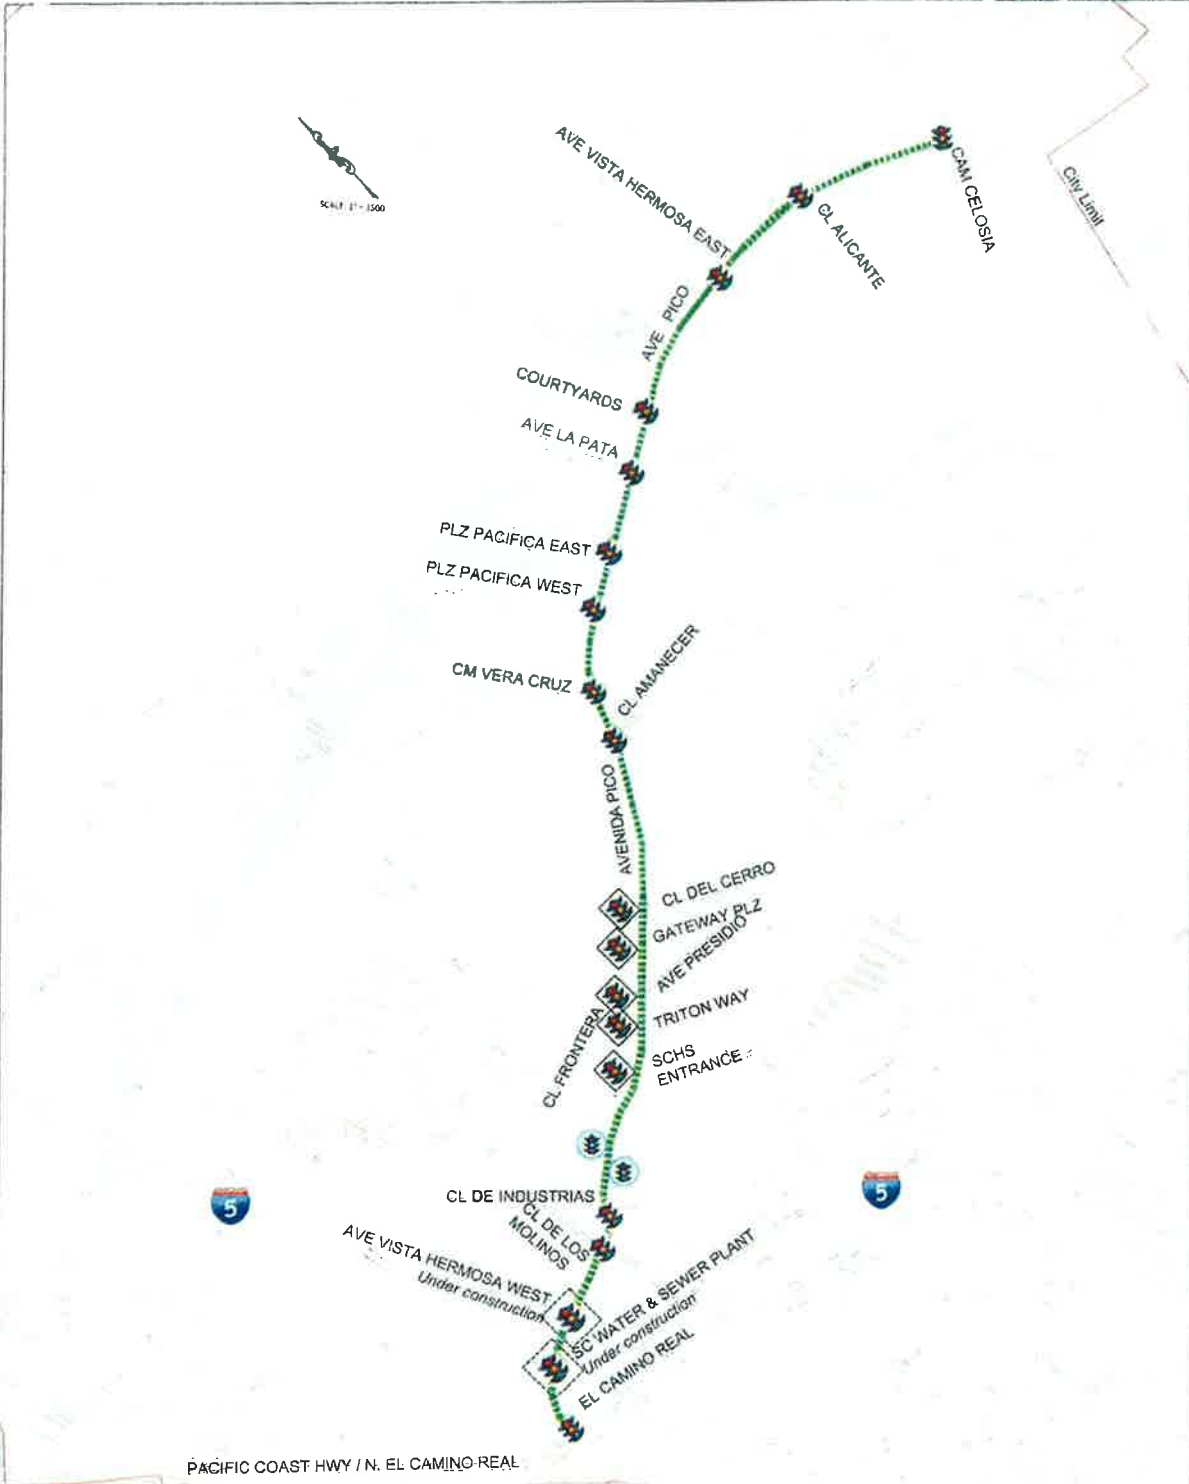 CAM CELOSIA
City Limit
AVE VISTA HERMOSA EAST
CL ALICANTE
SCALE: 1" = 1500
AVE PICO
COURTYARDS
AVE LA PATA
PLZ PACIFICA EAST
PLZ PACIFICA WEST
CL AMANECER
CM VERA CRUZ
AVENIDA PICO
CL DEL CERRO
GATEWAY PLZ
AVE PRESIDIO
TRITON WAY
CL FRONTERA
SCHS
ENTRANCE
5
5
CL DE INDUSTRIAS
CL DE LOS
MOLINOS
AVE VISTA HERMOSA WEST
Under construction
SC WATER & SEWER PLANT
Under construction
EL CAMINO REAL
PACIFIC COAST HWY / N. EL CAMINO REAL